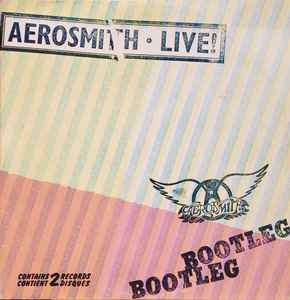 AEROSMITH • LIVE!
AEROSMITH
BOOTLEG
BOOTLEG
CONTAINS 2 RECORDS
CONTIENT 2 DISQUES